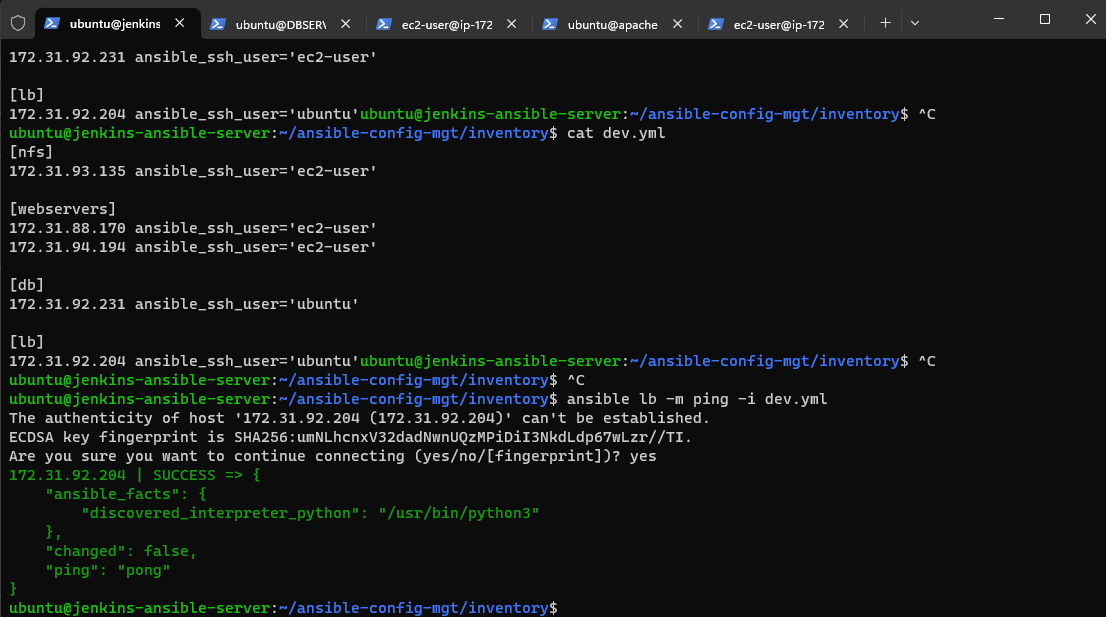 ubuntu@jenkins
ubuntu@DBSER
ec2-user@ip-172
ubuntu@apache
ec2-user@ip-172
172.31.92.231 ansible_ssh_user='ec2-user'
[lb]
172.31.92.204 ansible_ssh_user='ubuntu'ubuntu@jenkins-ansible-server:~/ansible-config-mgt/inventory$ ^C
ubuntu@jenkins-ansible-server:~/ansible-config-mgt/inventory$ cat dev.yml
[nfs]
172.31.93.135 ansible_ssh_user='ec2-user'
[webservers]
172.31.88.170 ansible_ssh_user='ec2-user'
172.31.94.194 ansible_ssh_user='ec2-user'
[db]
172.31.92.231 ansible_ssh_user='ubuntu'
[lb]
172.31.92.204 ansible_ssh_user='ubuntu'ubuntu@jenkins-ansible-server:~/ansible-config-mgt/inventory$ ^C
ubuntu@jenkins-ansible-server:~/ansible-config-mgt/inventory$ ^C
ubuntu@jenkins-ansible-server:~/ansible-config-mgt/inventory$ ansible lb -m ping -i dev.yml
The authenticity of host '172.31.92.204 (172.31.92.204)' can't be established.
ECDSA key fingerprint is SHA256:umNLhcnxV32dadNwnUQzMPiDiI3NkdLdp67wLzr//TI.
Are you sure you want to continue connecting (yes/no/[fingerprint])? yes
172.31.92.204 | SUCCESS => {
    "ansible_facts": {
        "discovered_interpreter_python": "/usr/bin/python3"
    },
    "changed": false,
    "ping": "pong"
}
ubuntu@jenkins-ansible-server:~/ansible-config-mgt/inventory$